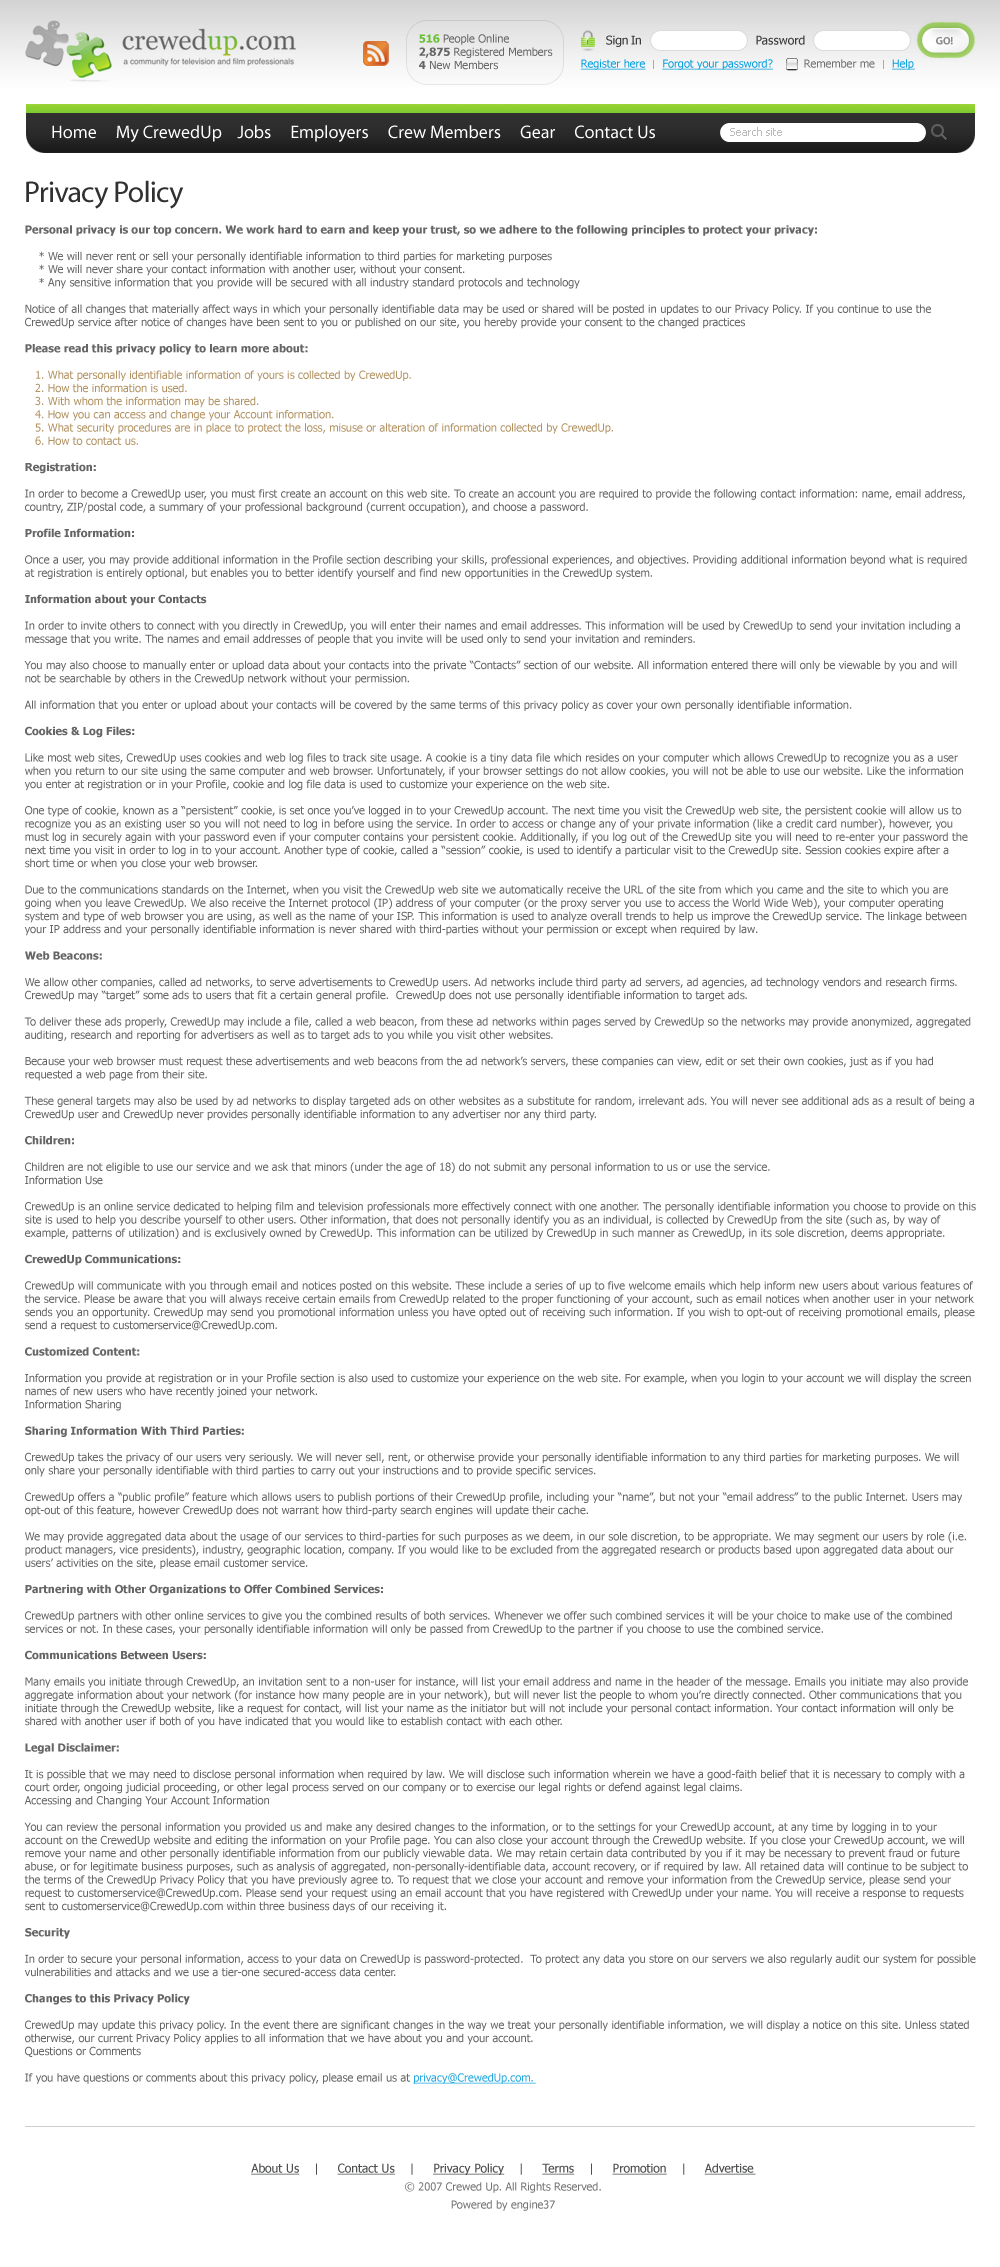 crewedup.com
a community for television and film professionals
516 People Online
2,875 Registered Members
4 New Members
Sign In
Password
GO!
Register here | Forgot your password? Remember me | Help
Home My CrewedUp Jobs Employers Crew Members Gear Contact Us
Search site
Privacy Policy
Personal privacy is our top concern. We work hard to earn and keep your trust, so we adhere to the following principles to protect your privacy:
* We will never rent or sell your personally identifiable information to third parties for marketing purposes
* We will never share your contact information with another user, without your consent.
* Any sensitive information that you provide will be secured with all industry standard protocols and technology
Notice of all changes that materially affect ways in which your personally identifiable data may be used or shared will be posted in updates to our Privacy Policy. If you continue to use the
CrewedUp service after notice of changes have been sent to you or published on our site, you hereby provide your consent to the changed practices
Please read this privacy policy to learn more about:
1. What personally identifiable information of yours is collected by CrewedUp.
2. How the information is used.
3. With whom the information may be shared.
4. How you can access and change your Account information.
5. What security procedures are in place to protect the loss, misuse or alteration of information collected by CrewedUp.
6. How to contact us.
Registration:
In order to become a CrewedUp user, you must first create an account on this web site. To create an account you are required to provide the following contact information: name, email address,
country, ZIP/postal code, a summary of your professional background (current occupation), and choose a password.
Profile Information:
Once a user, you may provide additional information in the Profile section describing your skills, professional experiences, and objectives. Providing additional information beyond what is required
at registration is entirely optional, but enables you to better identify yourself and find new opportunities in the CrewedUp system.
Information about your Contacts
In order to invite others to connect with you directly in CrewedUp, you will enter their names and email addresses. This information will be used by CrewedUp to send your invitation including a
message that you write. The names and email addresses of people that you invite will be used only to send your invitation and reminders.
You may also choose to manually enter or upload data about your contacts into the private “Contacts” section of our website. All information entered there will only be viewable by you and will
not be searchable by others in the CrewedUp network without your permission.
All information that you enter or upload about your contacts will be covered by the same terms of this privacy policy as cover your own personally identifiable information.
Cookies & Log Files:
Like most web sites, CrewedUp uses cookies and web log files to track site usage. A cookie is a tiny data file which resides on your computer which allows CrewedUp to recognize you as a user
when you return to our site using the same computer and web browser. Unfortunately, if your browser settings do not allow cookies, you will not be able to use our website. Like the information
you enter at registration or in your Profile, cookie and log file data is used to customize your experience on the web site.
One type of cookie, known as a “persistent” cookie, is set once you’ve logged in to your CrewedUp account. The next time you visit the CrewedUp web site, the persistent cookie will allow us to
recognize you as an existing user so you will not need to log in before using the service. In order to access or change any of your private information (like a credit card number), however, you
must log in securely again with your password even if your computer contains your persistent cookie. Additionally, if you log out of the CrewedUp site you will need to re-enter your password the
next time you visit in order to log in to your account. Another type of cookie, called a “session” cookie, is used to identify a particular visit to the CrewedUp site. Session cookies expire after a
short time or when you close your web browser.
Due to the communications standards on the Internet, when you visit the CrewedUp web site we automatically receive the URL of the site from which you came and the site to which you are
going when you leave CrewedUp. We also receive the Internet protocol (IP) address of your computer (or the proxy server you use to access the World Wide Web), your computer operating
system and type of web browser you are using, as well as the name of your ISP. This information is used to analyze overall trends to help us improve the CrewedUp service. The linkage between
your IP address and your personally identifiable information is never shared with third-parties without your permission or except when required by law.
Web Beacons:
We allow other companies, called ad networks, to serve advertisements to CrewedUp users. Ad networks include third party ad servers, ad agencies, ad technology vendors and research firms.
CrewedUp may “target” some ads to users that fit a certain general profile.  CrewedUp does not use personally identifiable information to target ads.
To deliver these ads properly, CrewedUp may include a file, called a web beacon, from these ad networks within pages served by CrewedUp so the networks may provide anonymized, aggregated
auditing, research and reporting for advertisers as well as to target ads to you while you visit other websites.
Because your web browser must request these advertisements and web beacons from the ad network’s servers, these companies can view, edit or set their own cookies, just as if you had
requested a web page from their site.
These general targets may also be used by ad networks to display targeted ads on other websites as a substitute for random, irrelevant ads. You will never see additional ads as a result of being a
CrewedUp user and CrewedUp never provides personally identifiable information to any advertiser nor any third party.
Children:
Children are not eligible to use our service and we ask that minors (under the age of 18) do not submit any personal information to us or use the service.
Information Use
CrewedUp is an online service dedicated to helping film and television professionals more effectively connect with one another. The personally identifiable information you choose to provide on this
site is used to help you describe yourself to other users. Other information, that does not personally identify you as an individual, is collected by CrewedUp from the site (such as, by way of
example, patterns of utilization) and is exclusively owned by CrewedUp. This information can be utilized by CrewedUp in such manner as CrewedUp, in its sole discretion, deems appropriate.
CrewedUp Communications:
CrewedUp will communicate with you through email and notices posted on this website. These include a series of up to five welcome emails which help inform new users about various features of
the service. Please be aware that you will always receive certain emails from CrewedUp related to the proper functioning of your account, such as email notices when another user in your network
sends you an opportunity. CrewedUp may send you promotional information unless you have opted out of receiving such information. If you wish to opt-out of receiving promotional emails, please
send a request to customerservice@CrewedUp.com.
Customized Content:
Information you provide at registration or in your Profile section is also used to customize your experience on the web site. For example, when you login to your account we will display the screen
names of new users who have recently joined your network.
Information Sharing
Sharing Information With Third Parties:
CrewedUp takes the privacy of our users very seriously. We will never sell, rent, or otherwise provide your personally identifiable information to any third parties for marketing purposes. We will
only share your personally identifiable with third parties to carry out your instructions and to provide specific services.
CrewedUp offers a “public profile” feature which allows users to publish portions of their CrewedUp profile, including your “name”, but not your “email address” to the public Internet. Users may
opt-out of this feature, however CrewedUp does not warrant how third-party search engines will update their cache.
We may provide aggregated data about the usage of our services to third-parties for such purposes as we deem, in our sole discretion, to be appropriate. We may segment our users by role (i.e.
product managers, vice presidents), industry, geographic location, company. If you would like to be excluded from the aggregated research or products based upon aggregated data about our
users’ activities on the site, please email customer service.
Partnering with Other Organizations to Offer Combined Services:
CrewedUp partners with other online services to give you the combined results of both services. Whenever we offer such combined services it will be your choice to make use of the combined
services or not. In these cases, your personally identifiable information will only be passed from CrewedUp to the partner if you choose to use the combined service.
Communications Between Users:
Many emails you initiate through CrewedUp, an invitation sent to a non-user for instance, will list your email address and name in the header of the message. Emails you initiate may also provide
aggregate information about your network (for instance how many people are in your network), but will never list the people to whom you’re directly connected. Other communications that you
initiate through the CrewedUp website, like a request for contact, will list your name as the initiator but will not include your personal contact information. Your contact information will only be
shared with another user if both of you have indicated that you would like to establish contact with each other.
Legal Disclaimer:
It is possible that we may need to disclose personal information when required by law. We will disclose such information wherein we have a good-faith belief that it is necessary to comply with a
court order, ongoing judicial proceeding, or other legal process served on our company or to exercise our legal rights or defend against legal claims.
Accessing and Changing Your Account Information
You can review the personal information you provided us and make any desired changes to the information, or to the settings for your CrewedUp account, at any time by logging in to your
account on the CrewedUp website and editing the information on your Profile page. You can also close your account through the CrewedUp website. If you close your CrewedUp account, we will
remove your name and other personally identifiable information from our publicly viewable data. We may retain certain data contributed by you if it may be necessary to prevent fraud or future
abuse, or for legitimate business purposes, such as analysis of aggregated, non-personally-identifiable data, account recovery, or if required by law. All retained data will continue to be subject to
the terms of the CrewedUp Privacy Policy that you have previously agree to. To request that we close your account and remove your information from the CrewedUp service, please send your
request to customerservice@CrewedUp.com. Please send your request using an email account that you have registered with CrewedUp under your name. You will receive a response to requests
sent to customerservice@CrewedUp.com within three business days of our receiving it.
Security
In order to secure your personal information, access to your data on CrewedUp is password-protected.  To protect any data you store on our servers we also regularly audit our system for possible
vulnerabilities and attacks and we use a tier-one secured-access data center.
Changes to this Privacy Policy
CrewedUp may update this privacy policy. In the event there are significant changes in the way we treat your personally identifiable information, we will display a notice on this site. Unless stated
otherwise, our current Privacy Policy applies to all information that we have about you and your account.
Questions or Comments
If you have questions or comments about this privacy policy, please email us at privacy@CrewedUp.com.
About Us | Contact Us | Privacy Policy | Terms | Promotion | Advertise
© 2007 Crewed Up. All Rights Reserved.
Powered by engine37